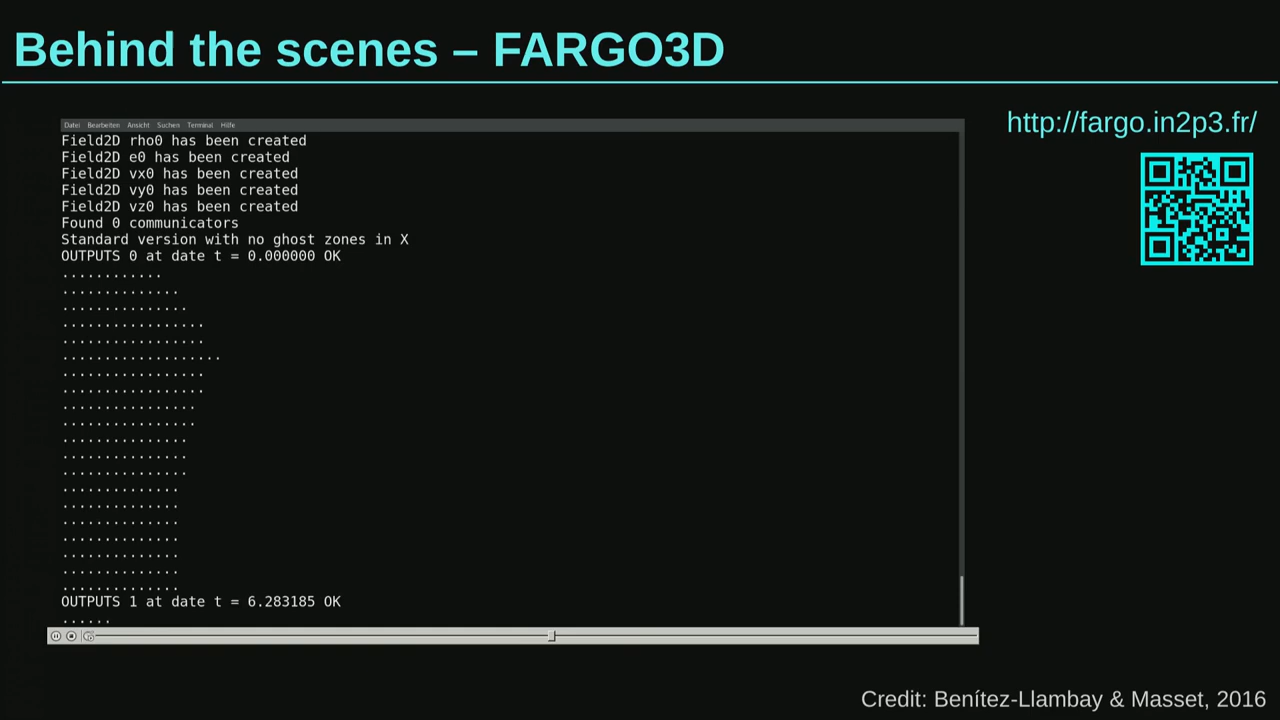 Behind the scenes – FARGO3D
http://fargo.in2p3.fr/
Datei Bearbeiten Ansicht Suchen Terminal Hilfe
Field2D rho0 has been created
Field2D e0 has been created
Field2D vx0 has been created
Field2D vy0 has been created
Field2D vz0 has been created
Found 0 communicators
Standard version with no ghost zones in X
OUTPUTS 0 at date t = 0.000000 OK
............
..............
...............
.................
.................
...................
.................
.................
................
................
...............
...............
...............
..............
..............
..............
..............
..............
..............
..............
OUTPUTS 1 at date t = 6.283185 OK
......
Credit: Benítez-Llambay & Masset, 2016